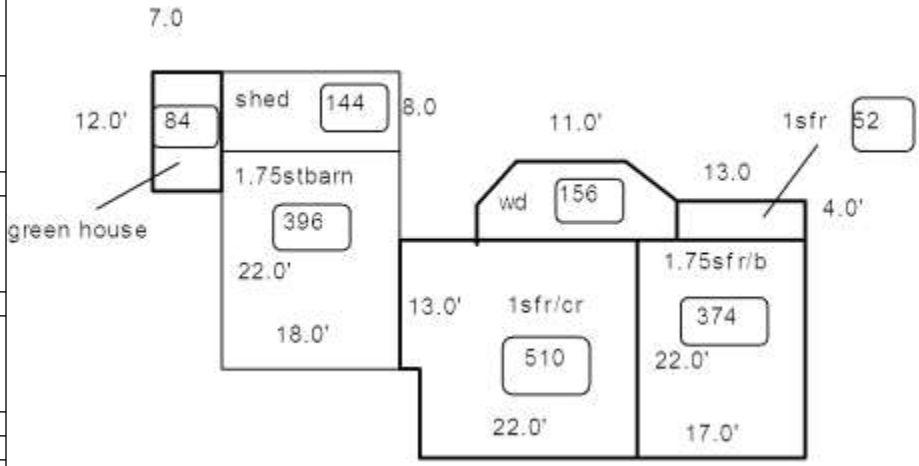 7.0
shed
144
8.0
12.0'
84
11.0'
1sfr
52
1.75stbarn
13.0
wd
156
4.0'
396
green house
1.75sfr/b
22.0'
13.0'
1sfr/cr
374
18.0'
510
22.0'
22.0'
17.0'